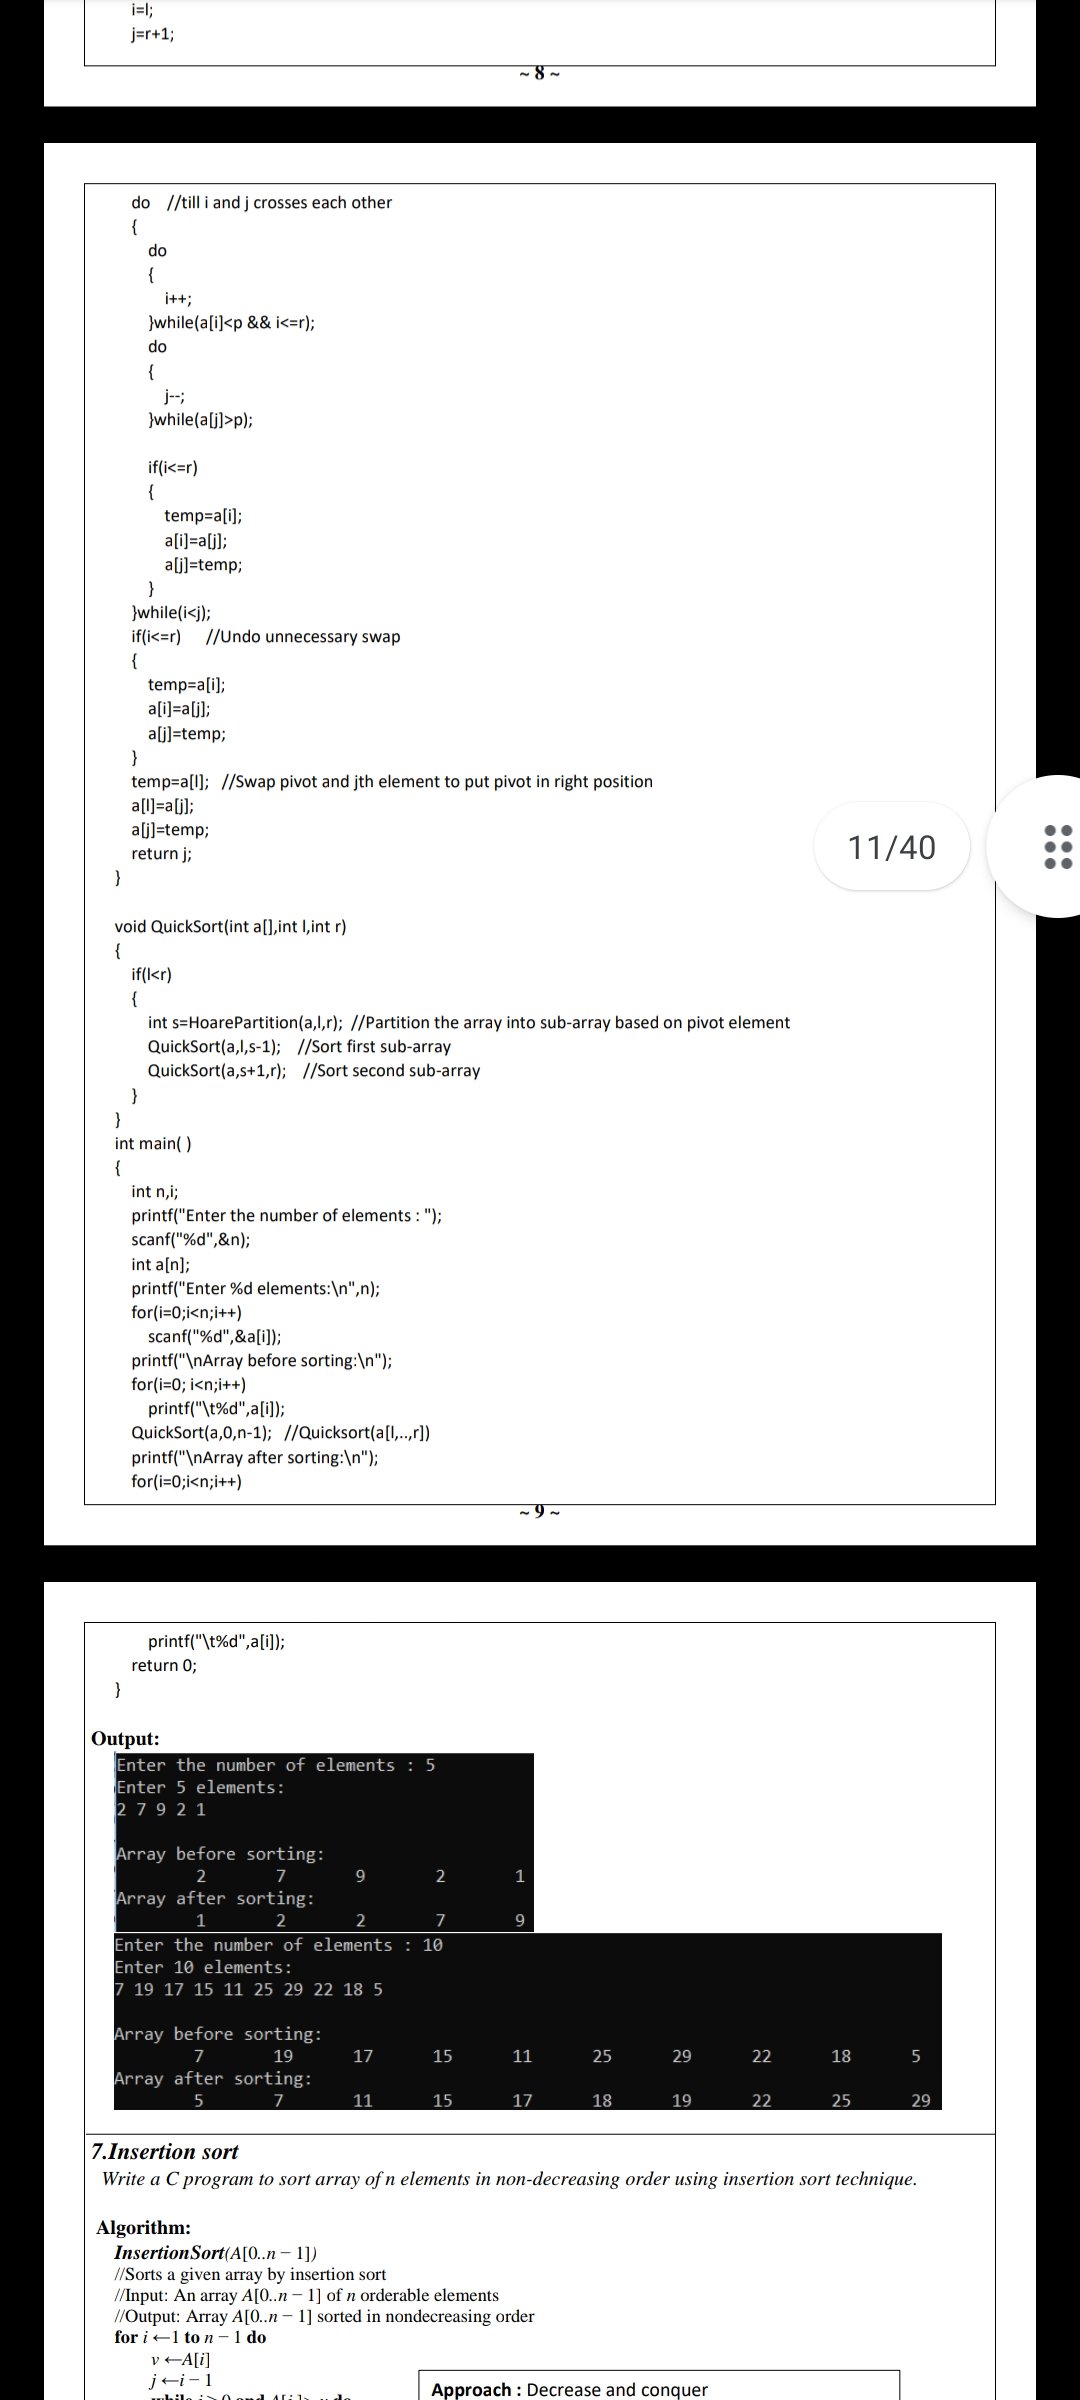 i=l;
j=r+1;
~ 8 ~
do //till i and j crosses each other
{
do
{
i++;
}while(a[i]<p && i<=r);
do
{
j--;
}while(a[j]>p);
if(i<=r)
{
temp=a[i];
a[i]=a[j];
a[j]=temp;
}
}while(i<j);
if(i<=r) //Undo unnecessary swap
{
temp=a[i];
a[i]=a[j];
a[j]=temp;
}
temp=a[l]; //Swap pivot and jth element to put pivot in right position
a[l]=a[j];
a[j]=temp;
return j;
11/40
}
void QuickSort(int a[],int l,int r)
{
if(l<r)
{
int s=HoarePartition(a,l,r); //Partition the array into sub-array based on pivot element
QuickSort(a,l,s-1); //Sort first sub-array
QuickSort(a,s+1,r); //Sort second sub-array
}
}
int main( )
{
int n,i;
printf("Enter the number of elements : ");
scanf("%d",&n);
int a[n];
printf("Enter %d elements:\n",n);
for(i=0;i<n;i++)
scanf("%d",&a[i]);
printf("\nArray before sorting:\n");
for(i=0; i<n;i++)
printf("\t%d",a[i]);
QuickSort(a,0,n-1); //Quicksort(a[l,..,r])
printf("\nArray after sorting:\n");
for(i=0;i<n;i++)
~ 9 ~
printf("\t%d",a[i]);
return 0;
}
Output:
Enter the number of elements : 5
Enter 5 elements:
2 7 9 2 1
Array before sorting:
2 7 9 2 1
Array after sorting:
1 2 2 7 9
Enter the number of elements : 10
Enter 10 elements:
7 19 17 15 11 25 29 22 18 5
Array before sorting:
7 19 17 15 11 25 29 22 18 5
Array after sorting:
5 7 11 15 17 18 19 22 25 29
7.Insertion sort
Write a C program to sort array of n elements in non-decreasing order using insertion sort technique.
Algorithm:
InsertionSort(A[0..n − 1])
//Sorts a given array by insertion sort
//Input: An array A[0..n − 1] of n orderable elements
//Output: Array A[0..n − 1] sorted in nondecreasing order
for i ←1 to n − 1 do
v ←A[i]
j ←i − 1
Approach : Decrease and conquer